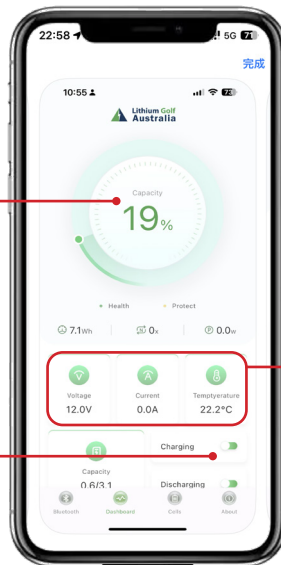 22:58 5G 71
完成
10:55 73
Lithium Golf
Australia
Capacity
19%
Health Protect
7.1Wh 0x 0.0w
Voltage Current Temptyerature
12.0V 0.0A 22.2°C
Charging
Capacity
0.6/3.1 Discharging
Bluetooth Dashboard Cells About